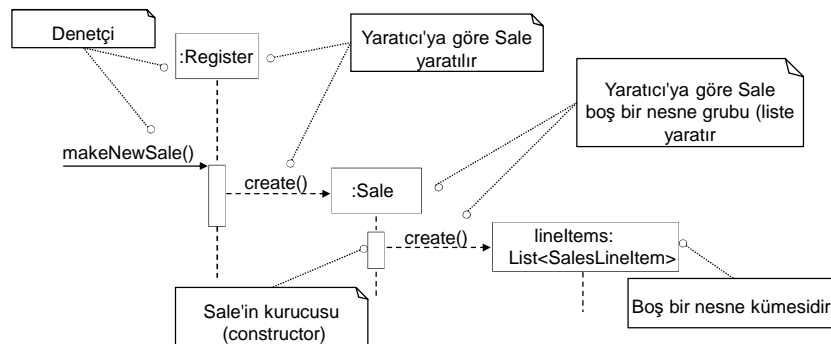 Denetçi
:Register
Yaratıcı'ya göre Sale
yaratılır
Yaratıcı'ya göre Sale
boş bir nesne grubu (liste
yaratır
makeNewSale()
create()
:Sale
create()
lineItems:
List<SalesLineItem>
Sale'in kurucusu
(constructor)
Boş bir nesne kümesidir